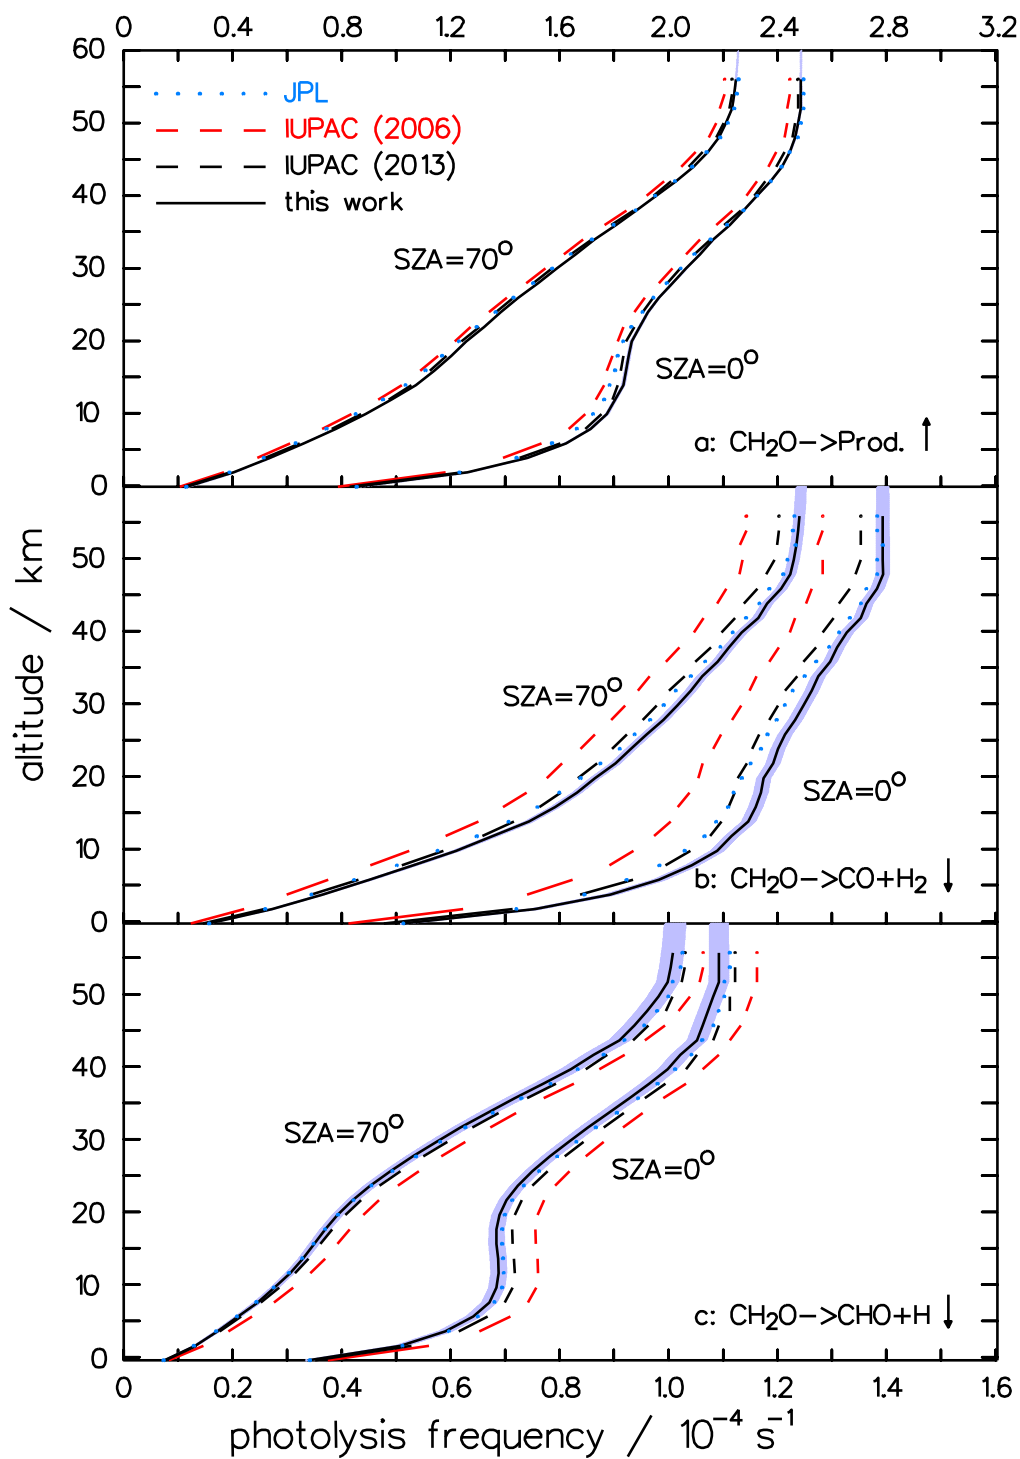 0 0.4 0.8 1.2 1.6 2.0 2.4 2.8 3.2
60
50
40
30
20
10
0
JPL
IUPAC (2006)
IUPAC (2013)
this work
SZA=70°
SZA=0°
a: CH₂O->Prod. ↑
50
40
30
20
10
0
SZA=70°
SZA=0°
b: CH₂O->CO+H₂ ↓
50
40
30
20
10
0
SZA=70°
SZA=0°
c: CH₂O->CHO+H ↓
altitude / km
0 0.2 0.4 0.6 0.8 1.0 1.2 1.4 1.6
photolysis frequency / 10⁻⁴ s⁻¹